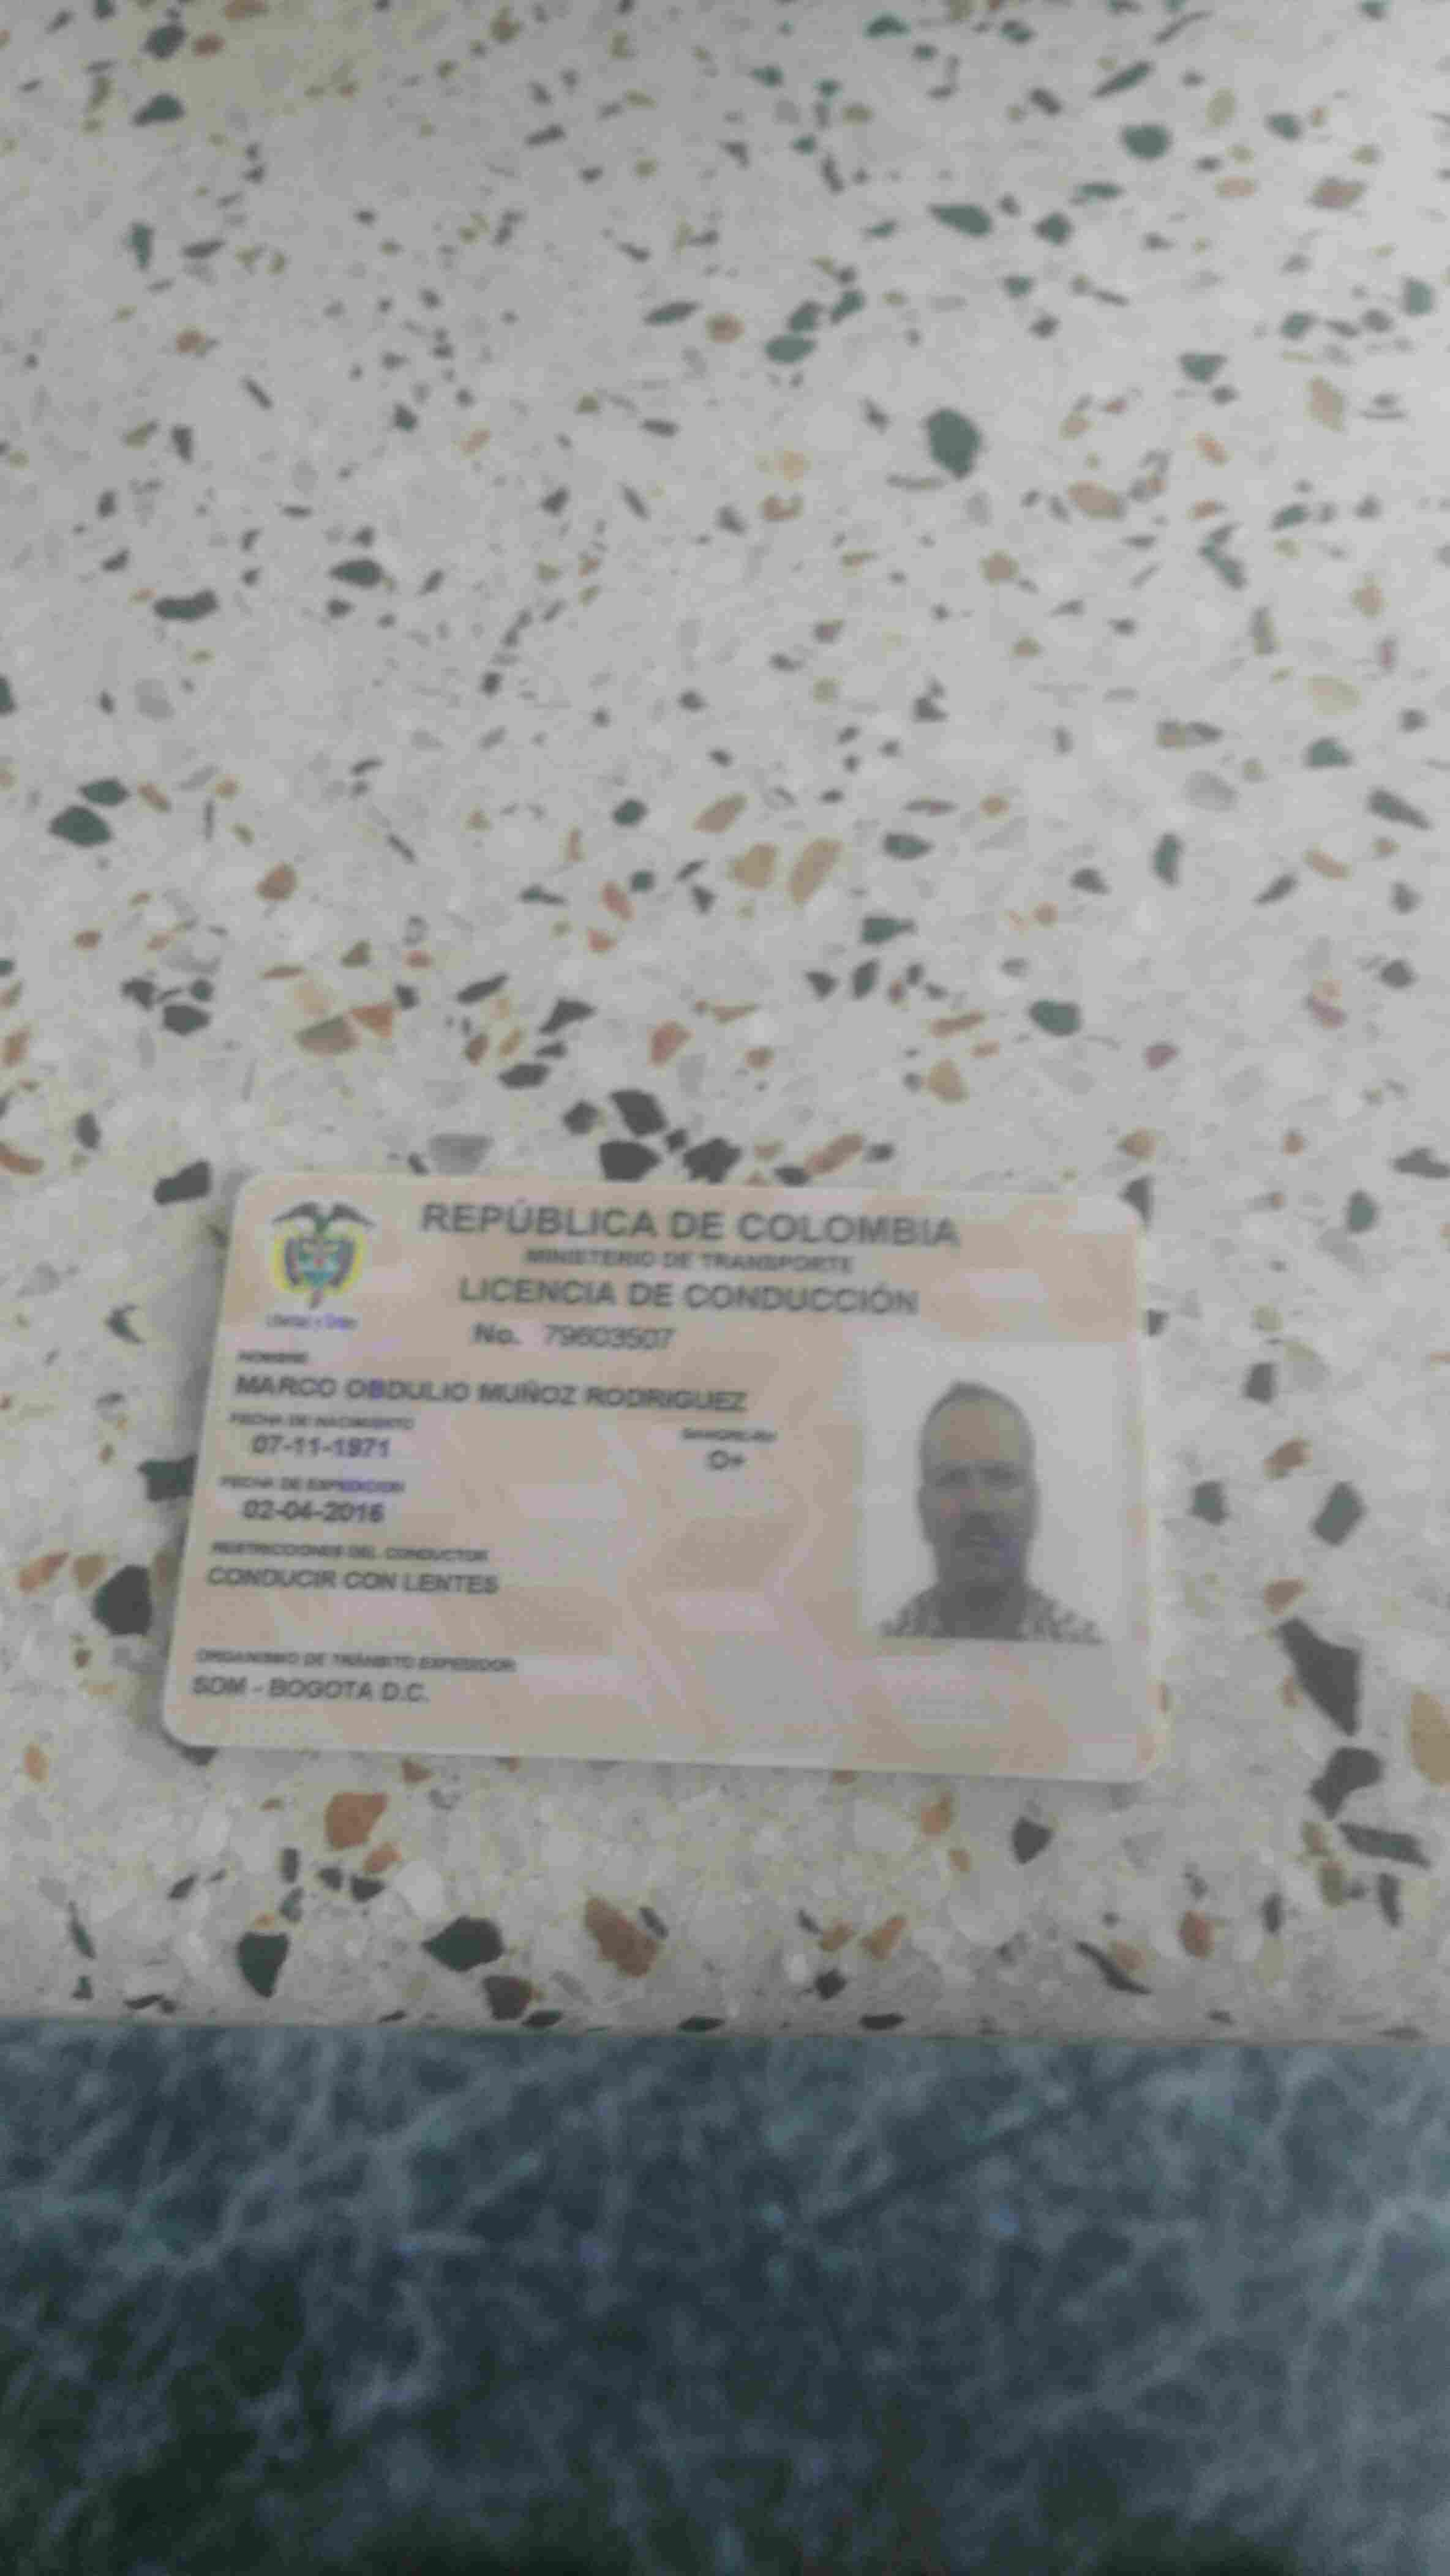 REPÚBLICA DE COLOMBIA
MINISTERIO DE TRANSPORTE
LICENCIA DE CONDUCCIÓN
Libertad y Orden
No. 79603507
NOMBRE
MARCO OBDULIO MUÑOZ RODRIGUEZ
FECHA DE NACIMIENTO
07-11-1971
SANGRE-RH
O+
FECHA DE EXPEDICION
02-04-2016
RESTRICCIONES DEL CONDUCTOR
CONDUCIR CON LENTES
ORGANISMO DE TRÁNSITO EXPEDIDOR
SDM - BOGOTA D.C.